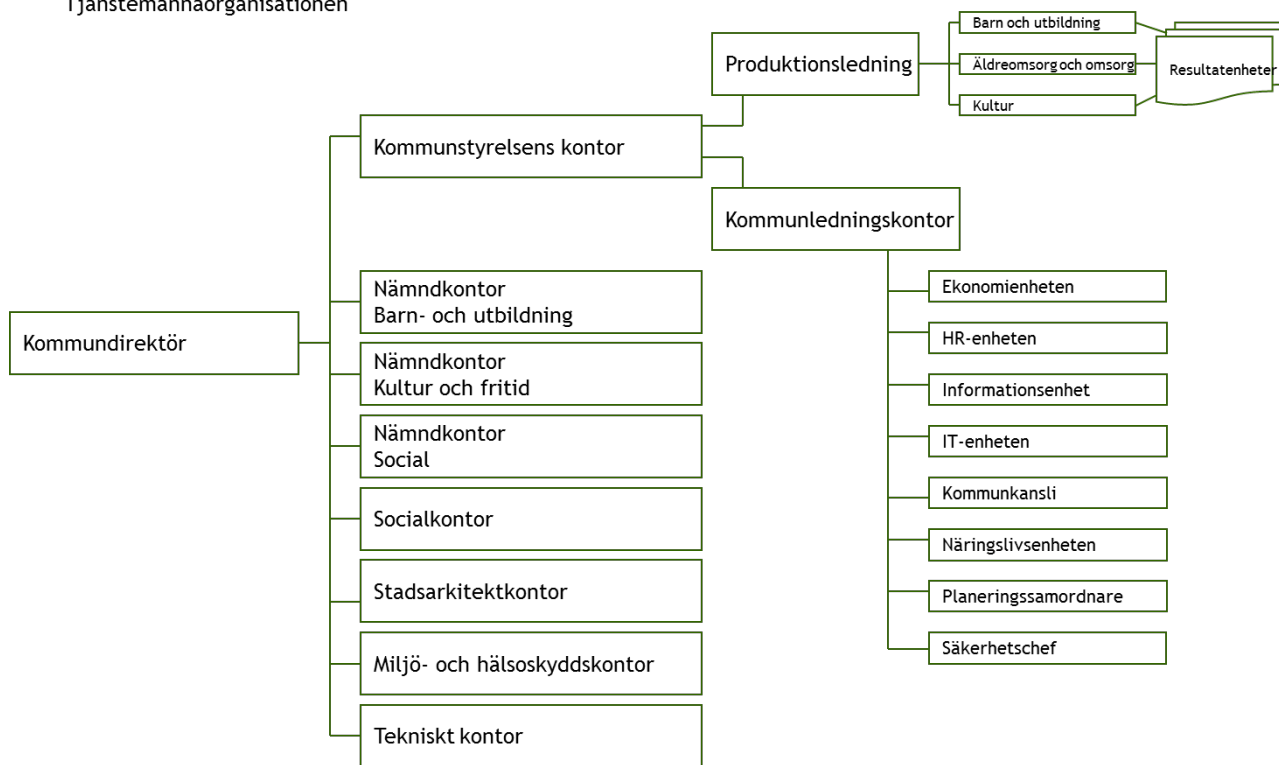 Tjänstemannaorganisationen
Barn och utbildning
Produktionsledning
Äldreomsorg och omsorg
Resultatenheter
Kultur
Kommunstyrelsens kontor
Kommunledningskontor
Nämndkontor
Barn- och utbildning
Ekonomienheten
Kommundirektör
HR-enheten
Nämndkontor
Kultur och fritid
Informationsenhet
Nämndkontor
Social
IT-enheten
Kommunkansli
Socialkontor
Näringslivsenheten
Stadsarkitektkontor
Planeringssamordnare
Säkerhetschef
Miljö- och hälsoskyddskontor
Tekniskt kontor